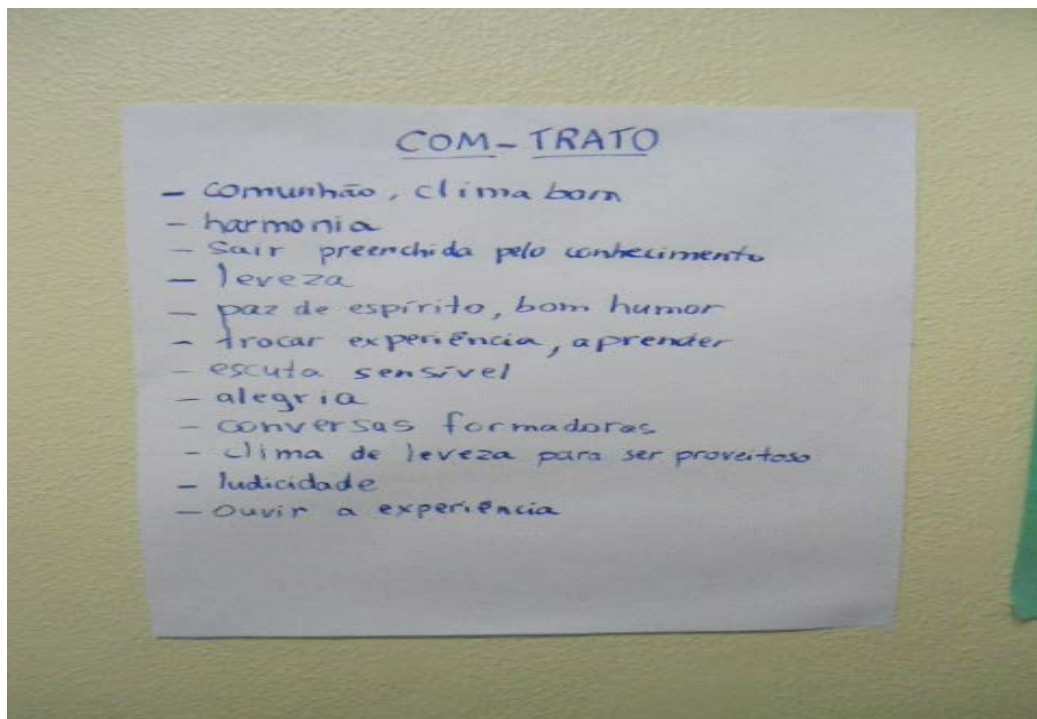 COM-TRATO
- comunhão, clima bom
- harmonia
- Sair preenchida pelo conhecimento
- leveza
- paz de espírito, bom humor
- trocar experiência, aprender
- escuta sensível
- alegria
- conversas formadoras
- clima de leveza para ser proveitoso
- ludicidade
- Ouvir a experiência